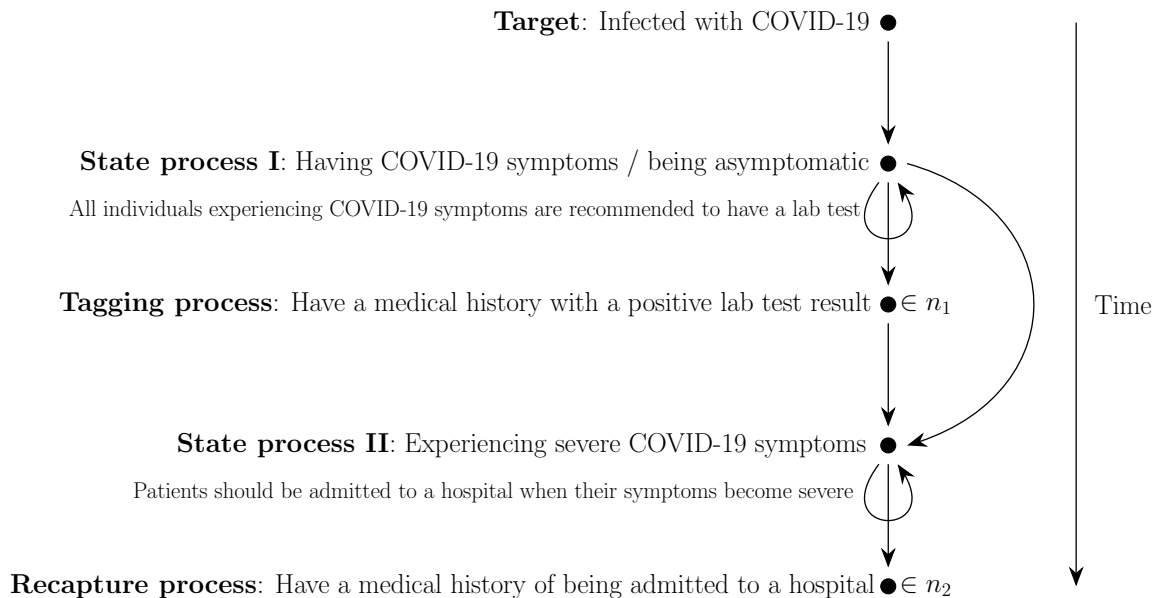 Target: Infected with COVID-19
State process I: Having COVID-19 symptoms / being asymptomatic
All individuals experiencing COVID-19 symptoms are recommended to have a lab test
Tagging process: Have a medical history with a positive lab test result ∈ n₁
Time
State process II: Experiencing severe COVID-19 symptoms
Patients should be admitted to a hospital when their symptoms become severe
Recapture process: Have a medical history of being admitted to a hospital ∈ n₂